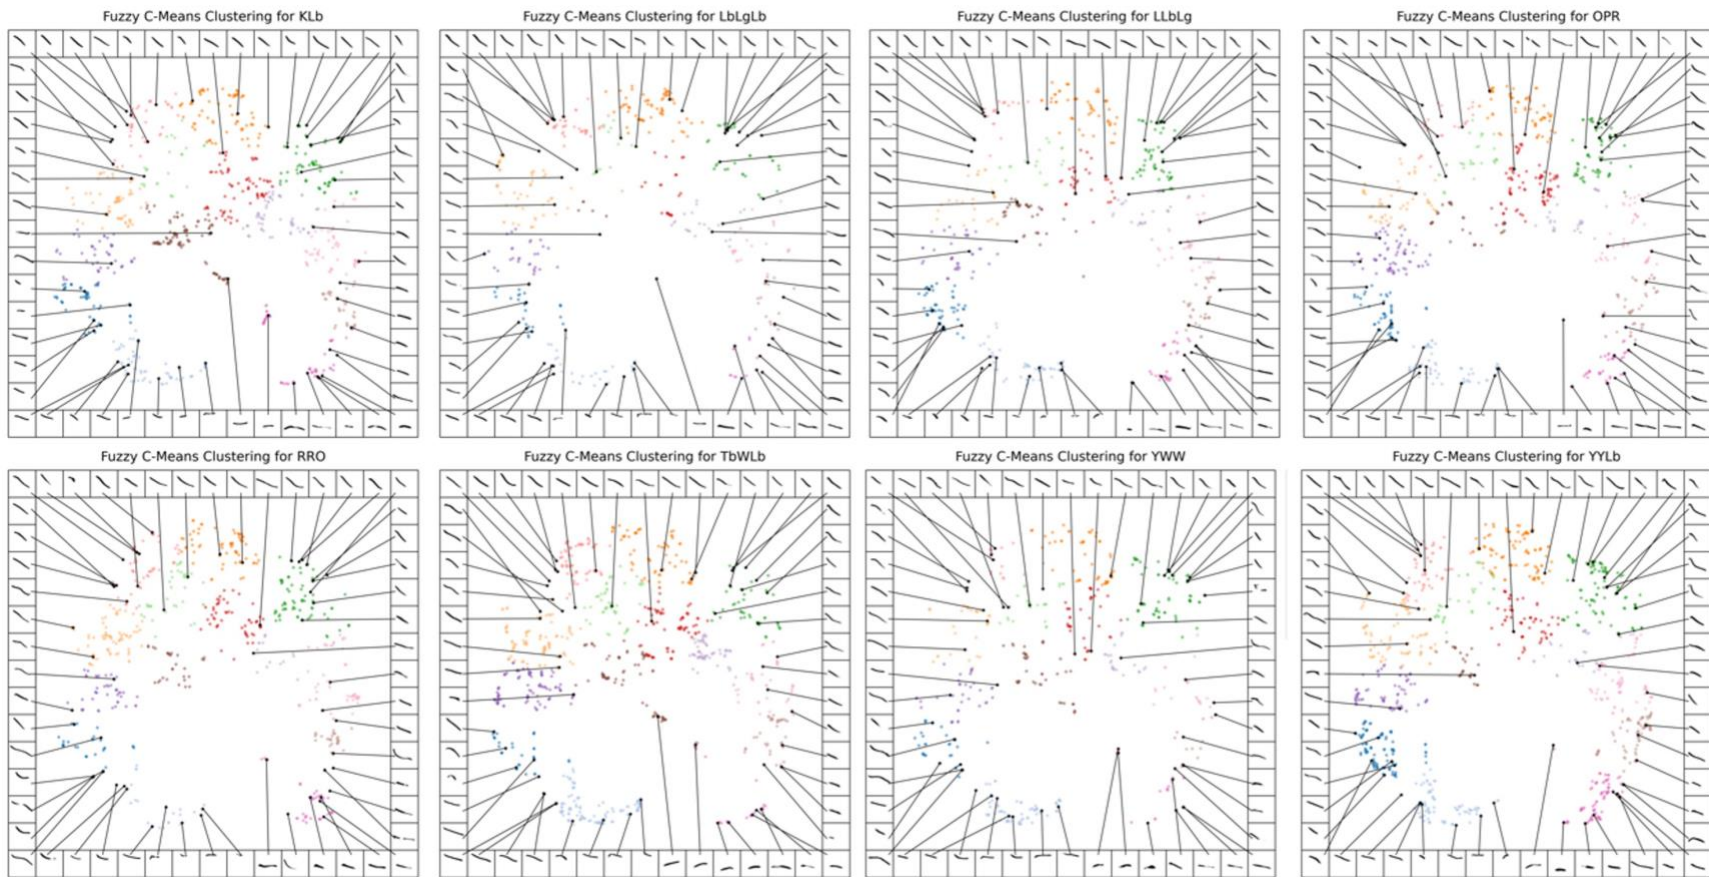 Fuzzy C-Means Clustering for KLb
Fuzzy C-Means Clustering for LbLgLb
Fuzzy C-Means Clustering for LLbLg
Fuzzy C-Means Clustering for OPR
Fuzzy C-Means Clustering for RRO
Fuzzy C-Means Clustering for TbWLb
Fuzzy C-Means Clustering for YWW
Fuzzy C-Means Clustering for YYLb